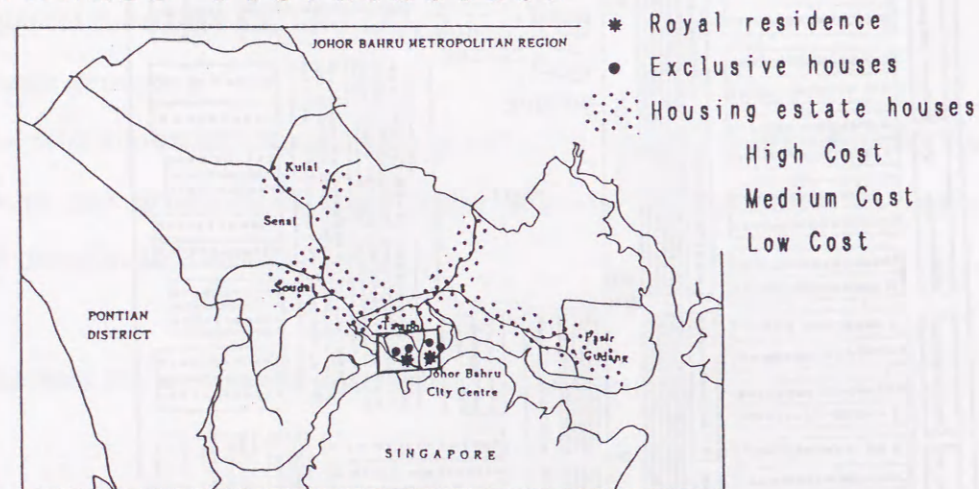 JOHOR BAHRU METROPOLITAN REGION
Royal residence
Exclusive houses
Housing estate houses
High Cost
Medium Cost
Low Cost
Kulai
Senai
PONTIAN
DISTRICT
Pasir
Gudang
Johor Bahru
City Centre
SINGAPORE